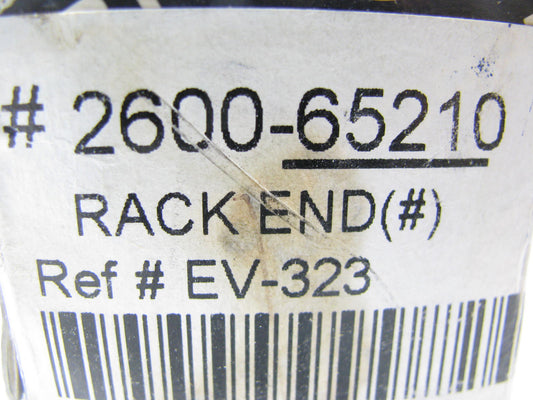 # 2600-65210
RACK END(#)
Ref # EV-323